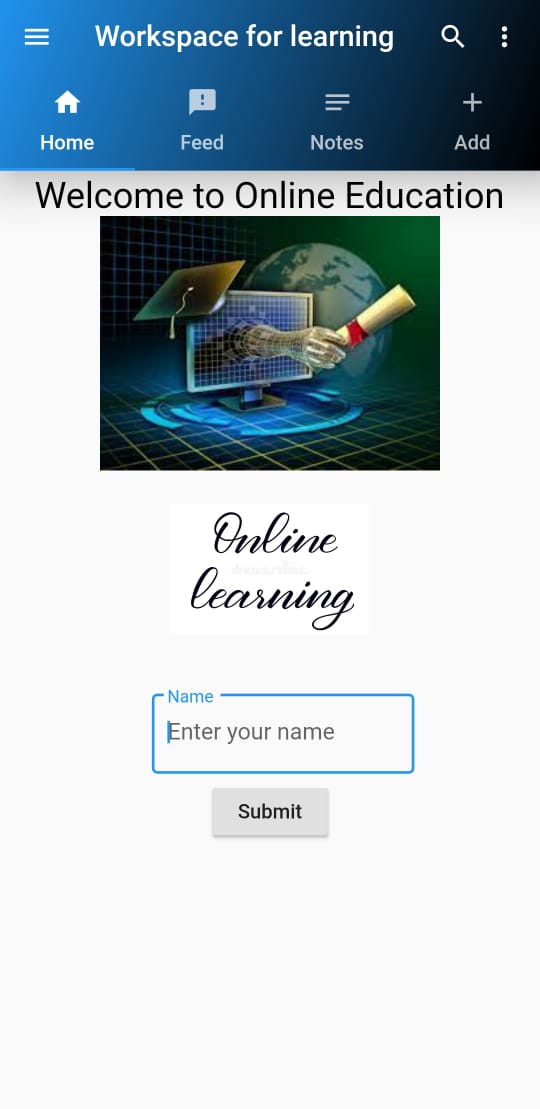 Workspace for learning
Home Feed Notes Add
Welcome to Online Education
Online
dreamstime.
learning
Name
Enter your name
Submit